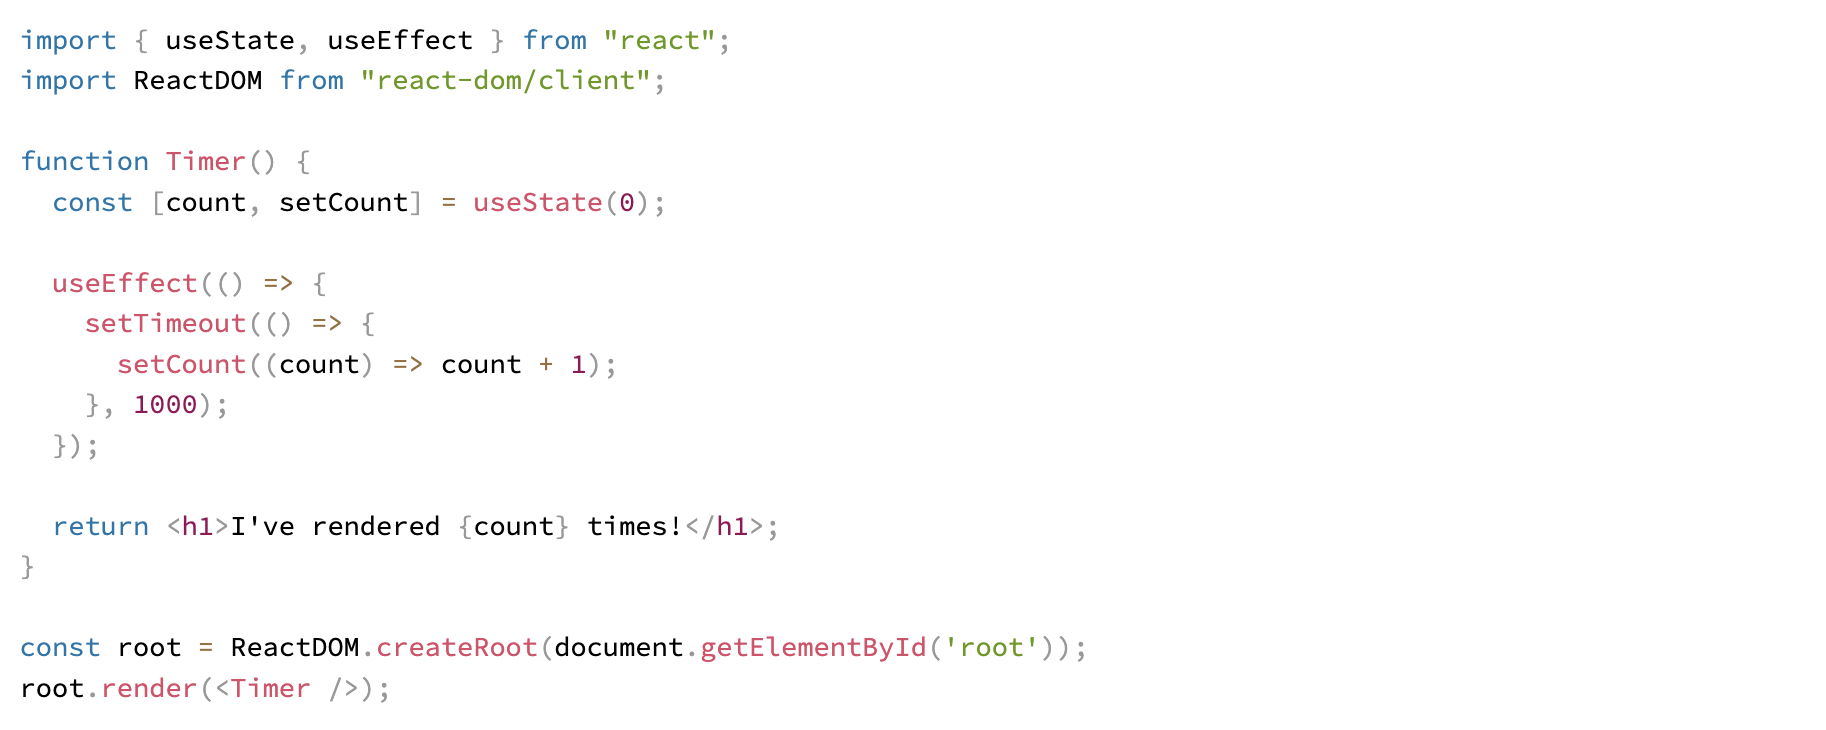 import { useState, useEffect } from "react";
import ReactDOM from "react-dom/client";

function Timer() {
  const [count, setCount] = useState(0);

  useEffect(() => {
    setTimeout(() => {
      setCount((count) => count + 1);
    }, 1000);
  });

  return <h1>I've rendered {count} times!</h1>;
}

const root = ReactDOM.createRoot(document.getElementById('root'));
root.render(<Timer />);